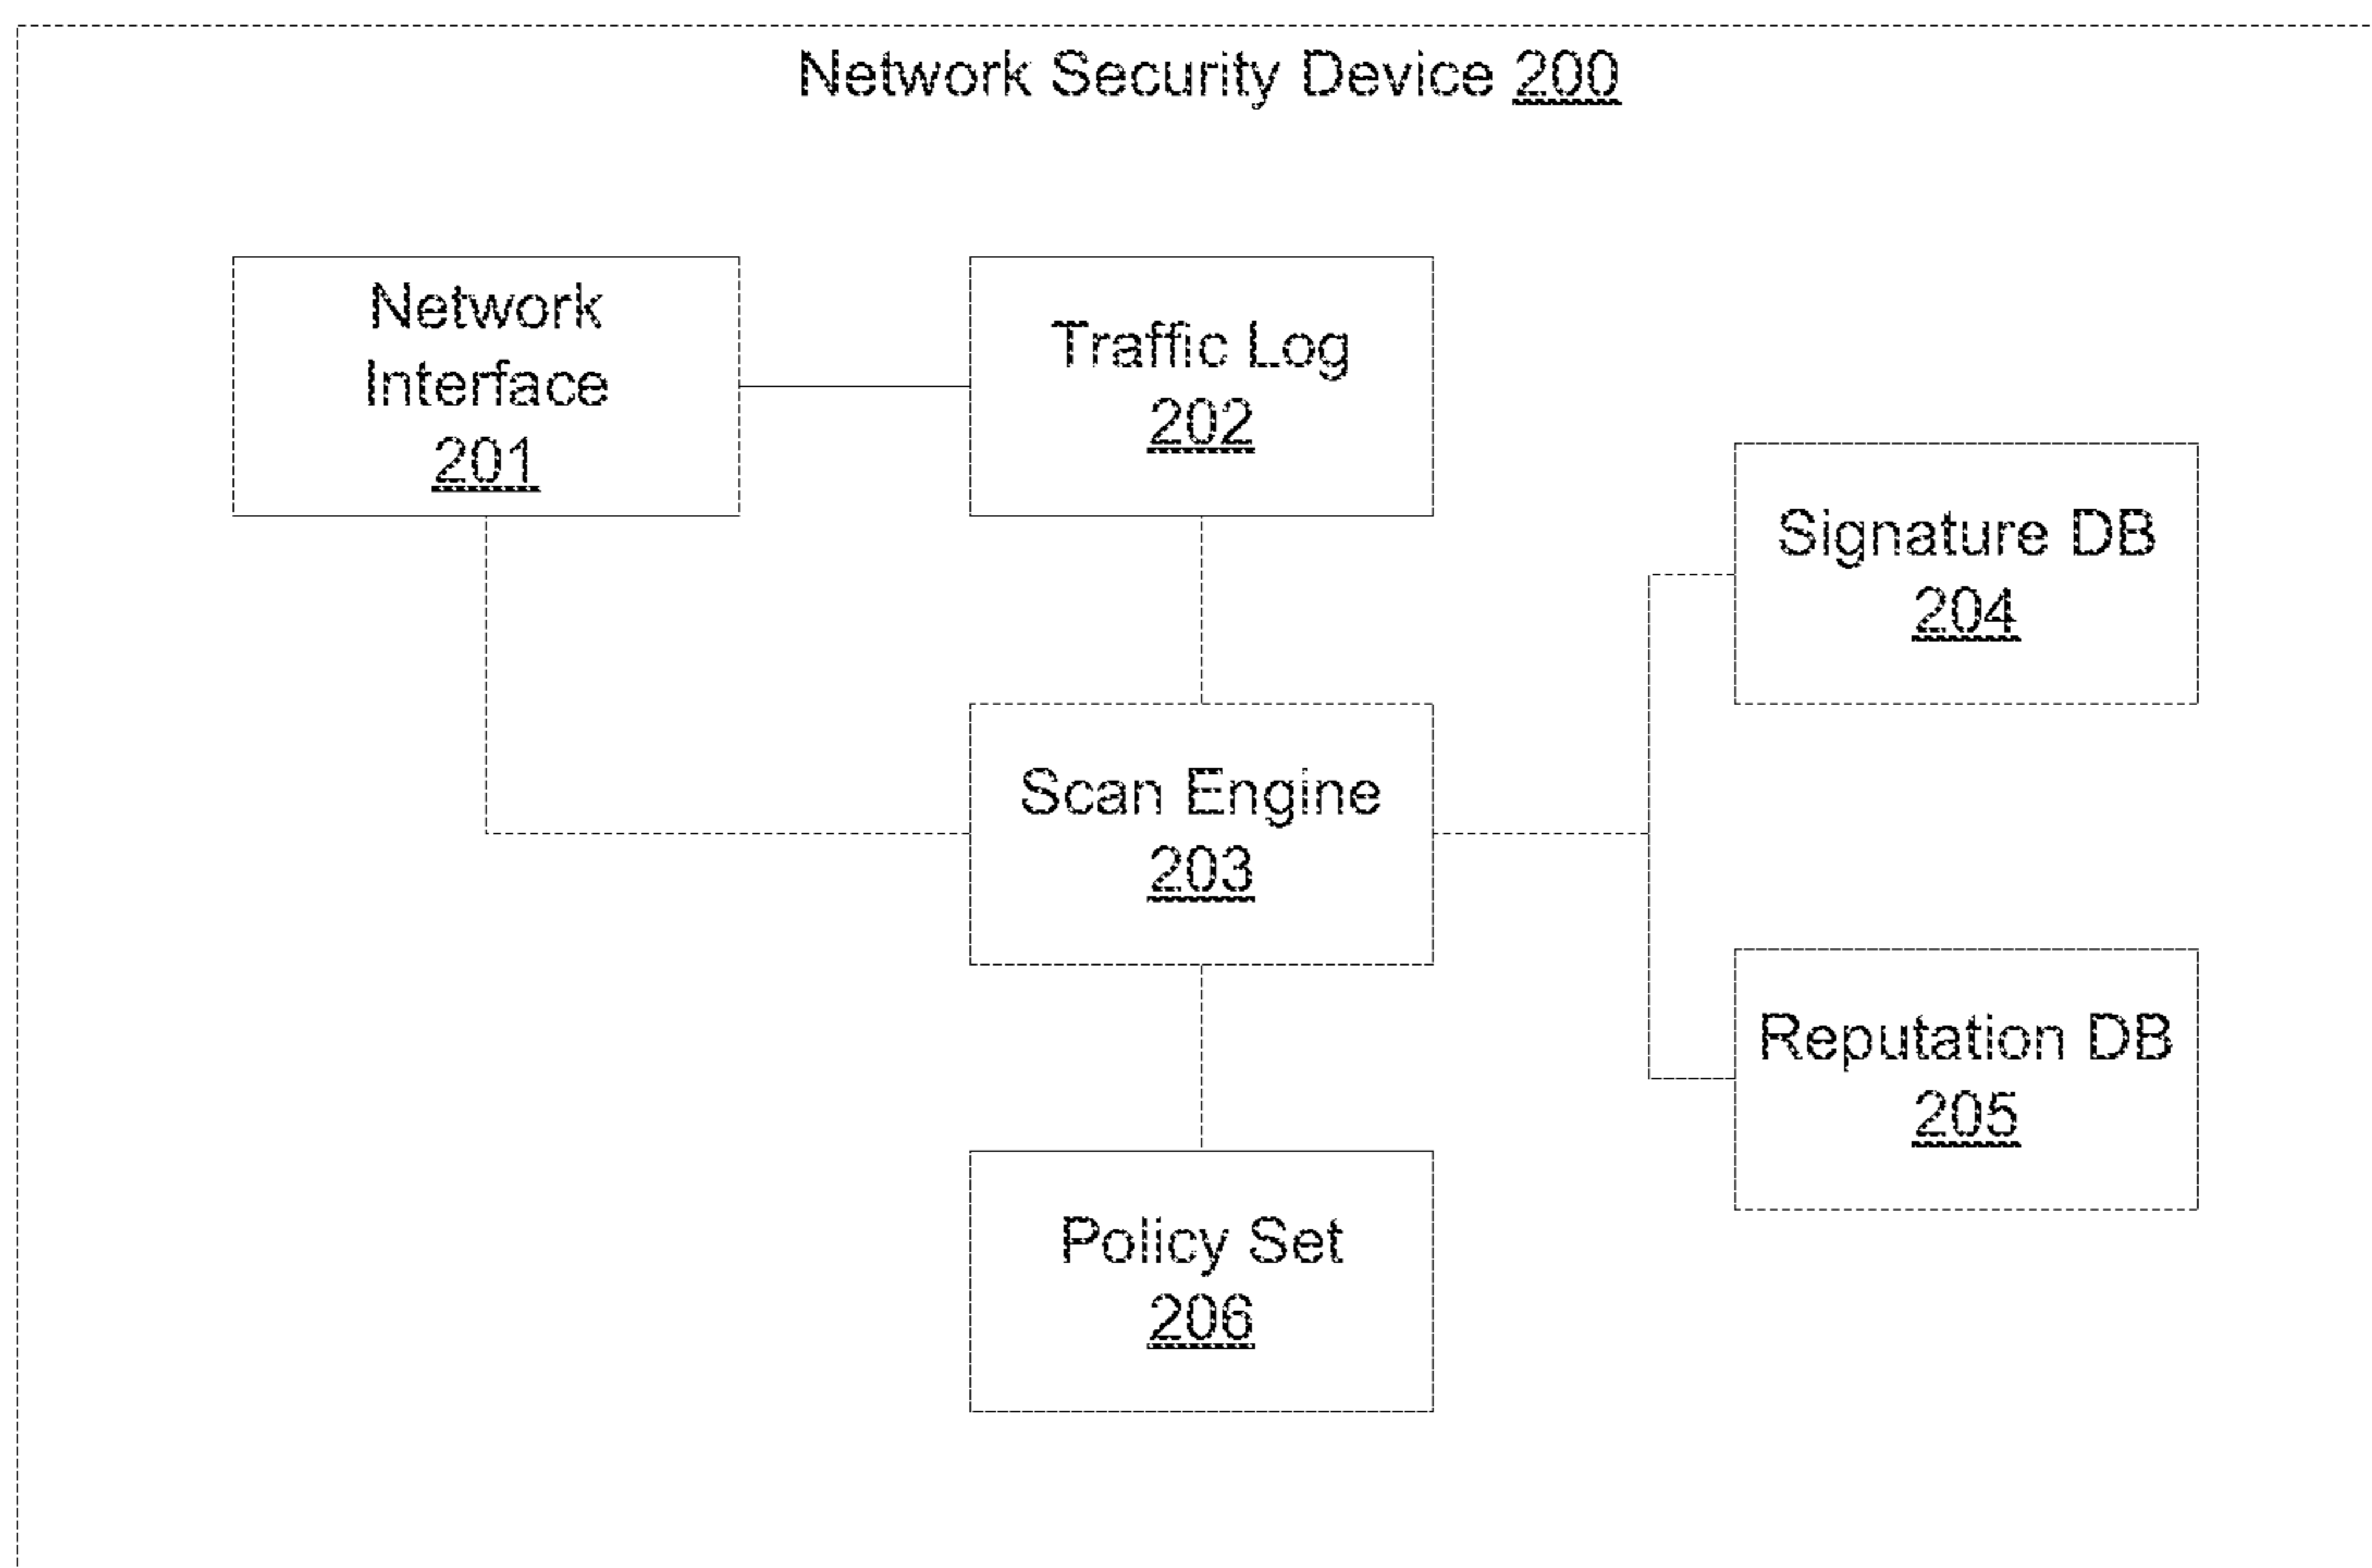 Network Security Device 200
Network
Interface
201
Traffic Log
202
Signature DB
204
Scan Engine
203
Reputation DB
205
Policy Set
206